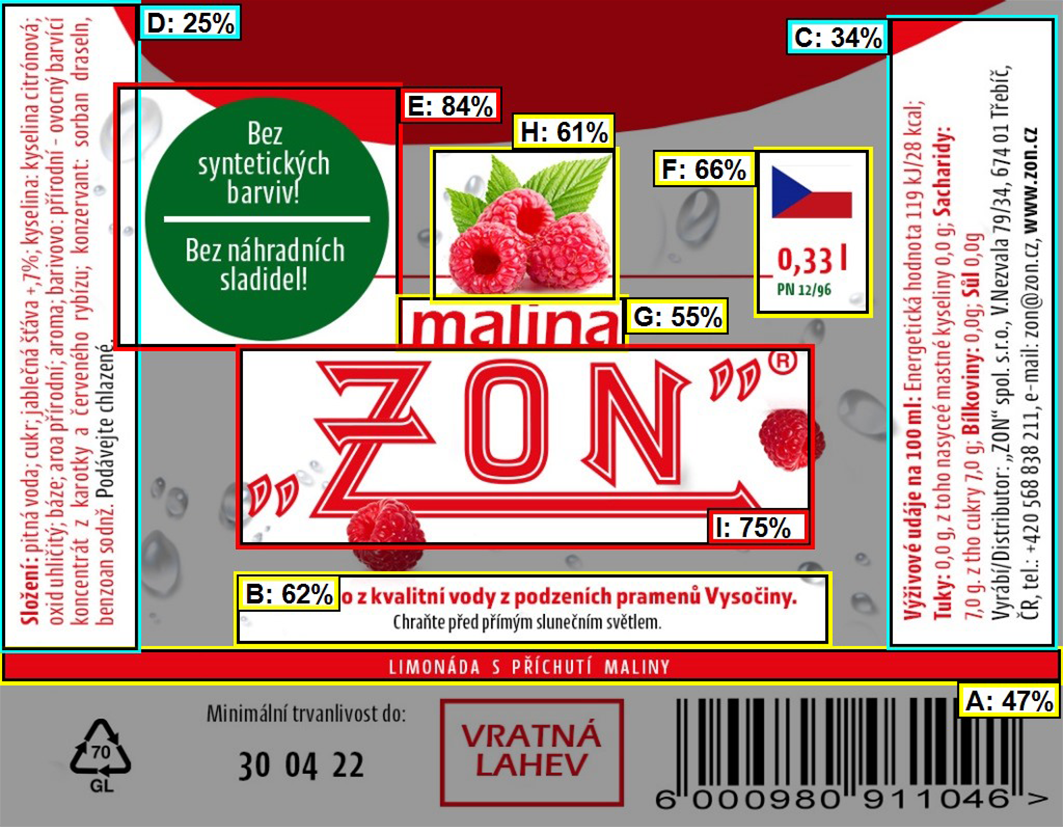 D: 25%
Složení: pitná voda; cukr; jablečná šťáva +,7%; kyselina: kyselina citrónová;
oxid uhličitý; báze; aroa přírodní; aroma; barivovo: přírodní - ovocný barvící
koncentrát z karotky a červeného rybízu; konzervant: sorban draseln,
benzoan sodnž. Podávejte chlazené.
E: 84%
Bez
syntetických
barviv!
Bez náhradních
sladidel!
H: 61%
F: 66%
0,33 l
PN 12/96
C: 34%
Výživové udáje na 100 ml: Energetická hodnota 119 kJ/28 kcal;
Tuky: 0,0 g, z toho nasyceé mastné kyseliny 0,0 g; Sacharidy:
7,0 g. z tho cukry 7,0 g; Bílkoviny: 0,0g; Sůl 0,0g
Vyrábí/Distributor: „ZON“ spol. s.r.o., V.Nezvala 79/34, 674 01 Třebíč,
ČR, tel.: +420 568 838 211, e-mail: zon@zon.cz, www.zon.cz
malina
G: 55%
„ZON”®
I: 75%
B: 62%
o z kvalitní vody z podzeních pramenů Vysočiny.
Chraňte před přímým slunečním světlem.
LIMONÁDA S PŘÍCHUTÍ MALINY
A: 47%
70
GL
Minimální trvanlivost do:
30 04 22
VRATNÁ
LAHEV
6 000980 911046 >